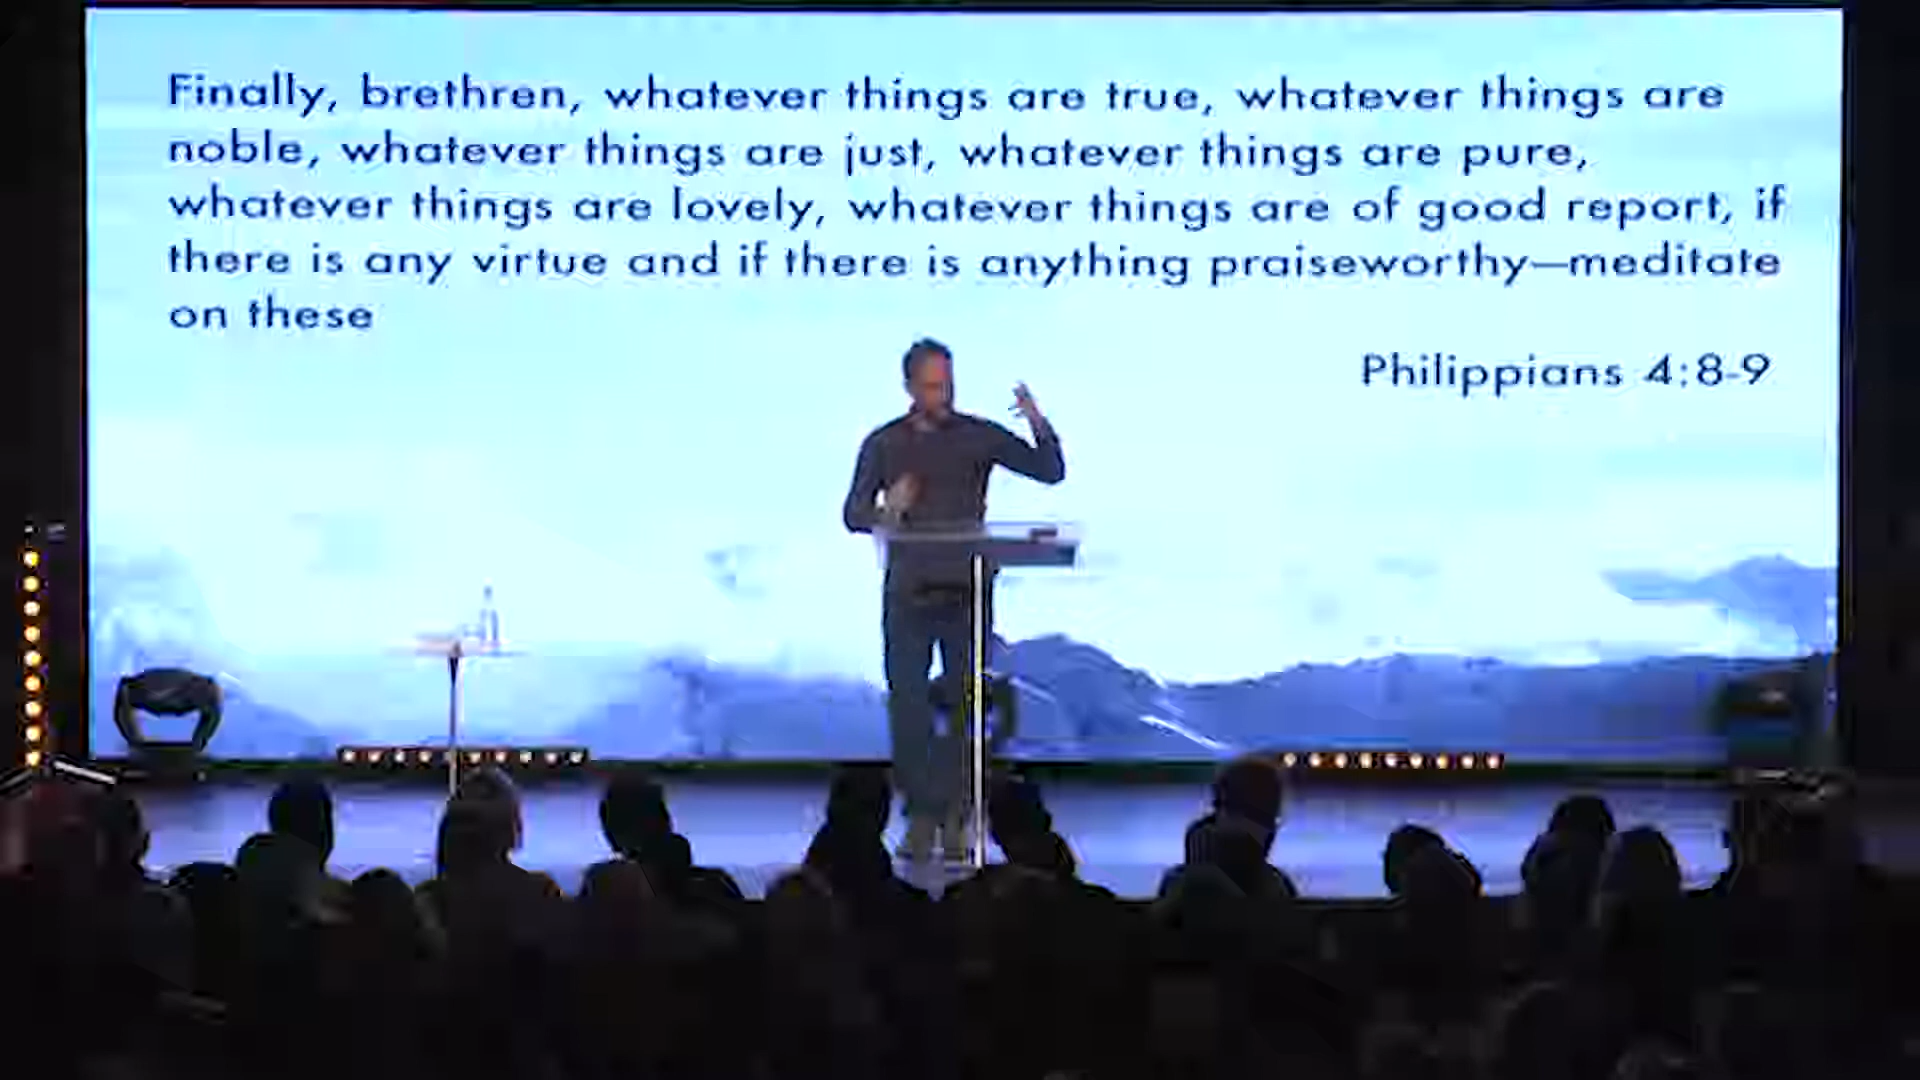 Finally, brethren, whatever things are true, whatever things are
noble, whatever things are just, whatever things are pure,
whatever things are lovely, whatever things are of good report, if
there is any virtue and if there is anything praiseworthy—meditate
on these
Philippians 4:8-9